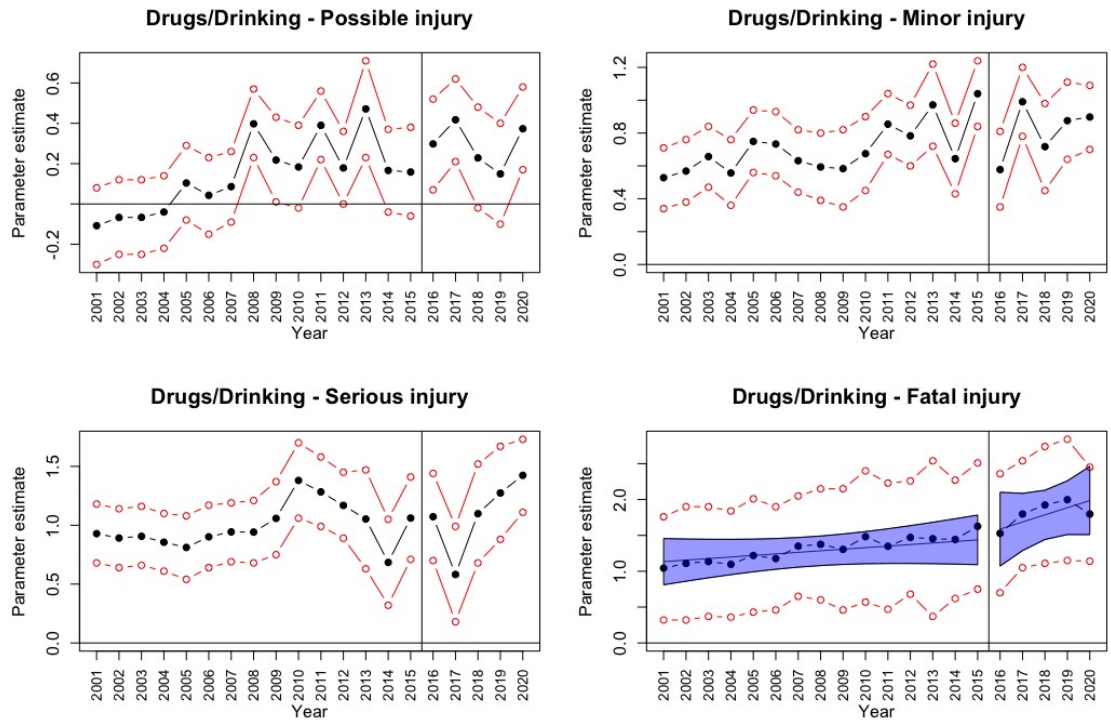 Drugs/Drinking - Possible injury
Parameter estimate
-0.2 0.2 0.6
2001 2002 2003 2004 2005 2006 2007 2008 2009 2010 2011 2012 2013 2014 2015 2016 2017 2018 2019 2020
Year
Drugs/Drinking - Minor injury
Parameter estimate
0.0 0.4 0.8 1.2
2001 2002 2003 2004 2005 2006 2007 2008 2009 2010 2011 2012 2013 2014 2015 2016 2017 2018 2019 2020
Year
Drugs/Drinking - Serious injury
Parameter estimate
0.0 0.5 1.0 1.5
2001 2002 2003 2004 2005 2006 2007 2008 2009 2010 2011 2012 2013 2014 2015 2016 2017 2018 2019 2020
Year
Drugs/Drinking - Fatal injury
Parameter estimate
0.0 1.0 2.0
2001 2002 2003 2004 2005 2006 2007 2008 2009 2010 2011 2012 2013 2014 2015 2016 2017 2018 2019 2020
Year